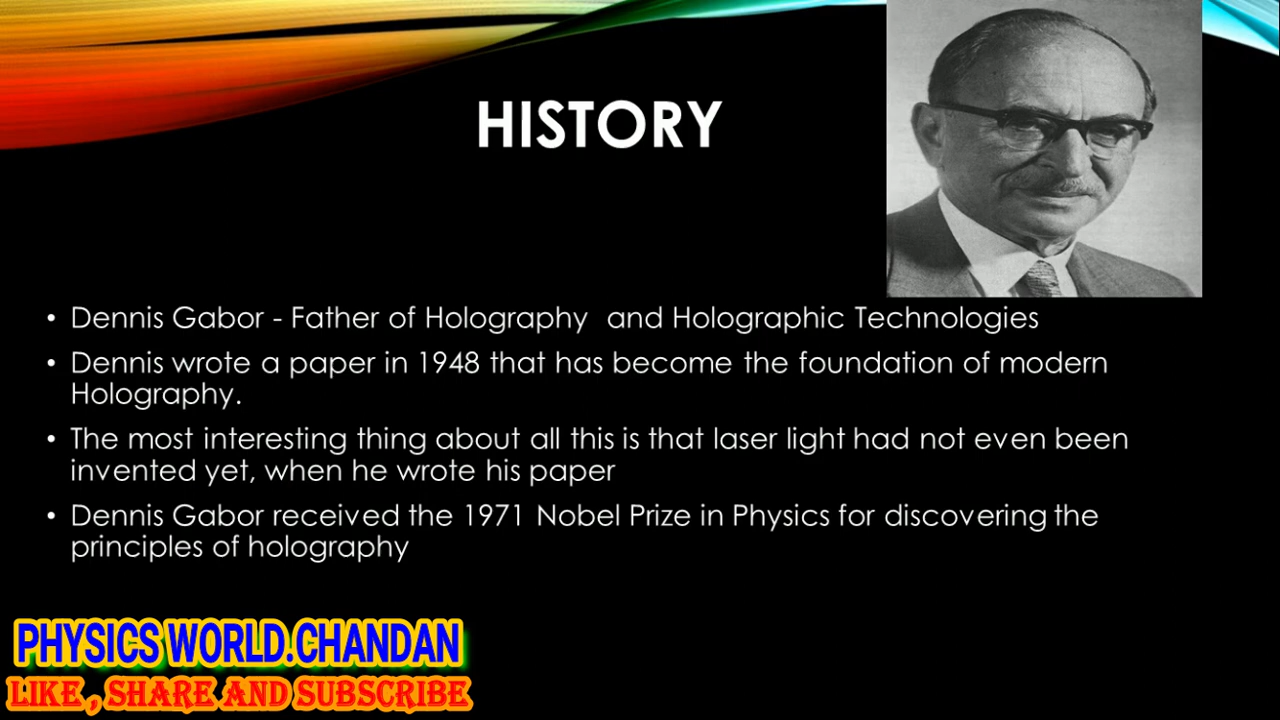 HISTORY
• Dennis Gabor - Father of Holography and Holographic Technologies
• Dennis wrote a paper in 1948 that has become the foundation of modern
Holography.
• The most interesting thing about all this is that laser light had not even been
invented yet, when he wrote his paper
• Dennis Gabor received the 1971 Nobel Prize in Physics for discovering the
principles of holography
PHYSICS WORLD.CHANDAN
LIKE , SHARE AND SUBSCRIBE